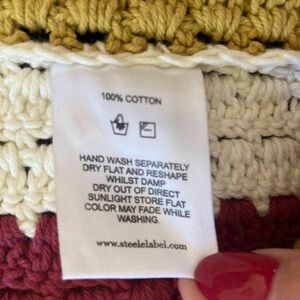 100% COTTON
HAND WASH SEPARATELY
DRY FLAT AND RESHAPE
WHILST DAMP
DRY OUT OF DIRECT
SUNLIGHT STORE FLAT
COLOR MAY FADE WHILE
WASHING.
www.steelelabel.com